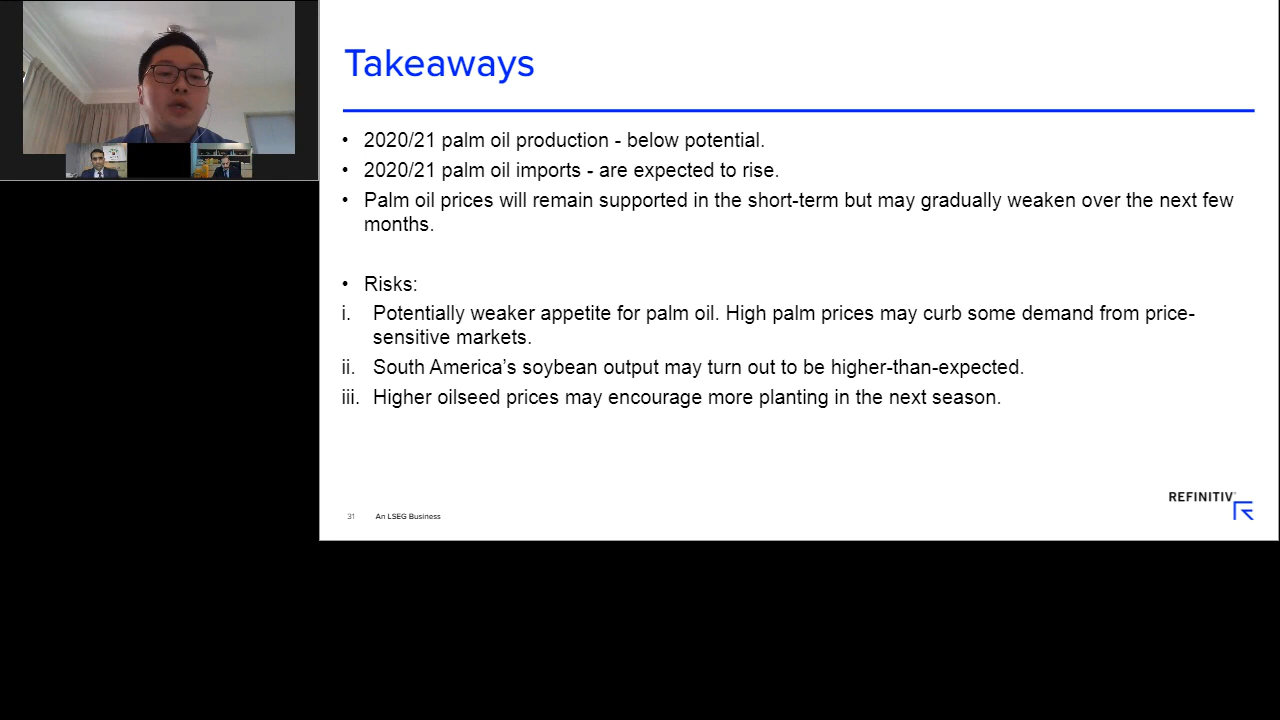 Takeaways
• 2020/21 palm oil production - below potential.
• 2020/21 palm oil imports - are expected to rise.
• Palm oil prices will remain supported in the short-term but may gradually weaken over the next few
months.
• Risks:
i. Potentially weaker appetite for palm oil. High palm prices may curb some demand from price-
sensitive markets.
ii. South America’s soybean output may turn out to be higher-than-expected.
iii. Higher oilseed prices may encourage more planting in the next season.
REFINITIV
31 An LSEG Business